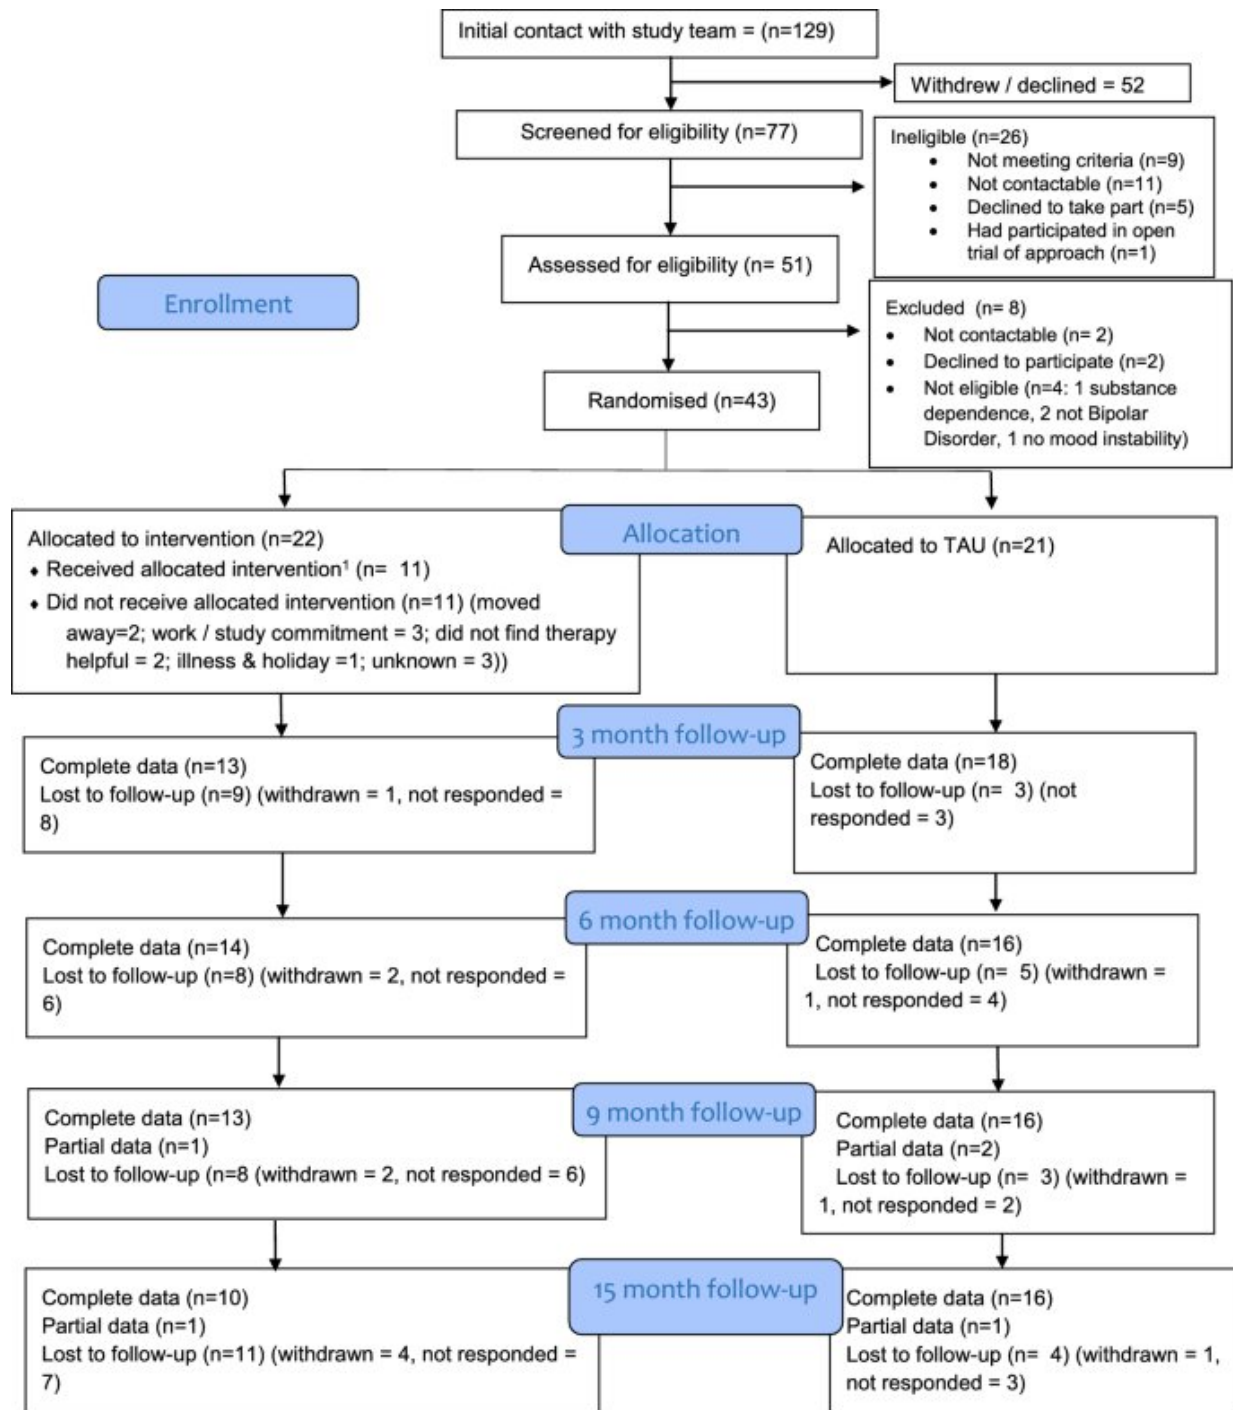 Initial contact with study team = (n=129)
Withdrew / declined = 52
Screened for eligibility (n=77)
Ineligible (n=26)
• Not meeting criteria (n=9)
• Not contactable (n=11)
• Declined to take part (n=5)
• Had participated in open
trial of approach (n=1)
Assessed for eligibility (n= 51)
Enrollment
Excluded (n= 8)
• Not contactable (n= 2)
• Declined to participate (n=2)
• Not eligible (n=4: 1 substance
dependence, 2 not Bipolar
Disorder, 1 no mood instability)
Randomised (n=43)
Allocation
Allocated to intervention (n=22)
♦ Received allocated intervention¹ (n= 11)
♦ Did not receive allocated intervention (n=11) (moved
away=2; work / study commitment = 3; did not find therapy
helpful = 2; illness & holiday =1; unknown = 3))
Allocated to TAU (n=21)
3 month follow-up
Complete data (n=13)
Lost to follow-up (n=9) (withdrawn = 1, not responded =
8)
Complete data (n=18)
Lost to follow-up (n= 3) (not
responded = 3)
6 month follow-up
Complete data (n=14)
Lost to follow-up (n=8) (withdrawn = 2, not responded =
6)
Complete data (n=16)
Lost to follow-up (n= 5) (withdrawn =
1, not responded = 4)
9 month follow-up
Complete data (n=13)
Partial data (n=1)
Lost to follow-up (n=8 (withdrawn = 2, not responded = 6)
Complete data (n=16)
Partial data (n=2)
Lost to follow-up (n= 3) (withdrawn =
1, not responded = 2)
15 month follow-up
Complete data (n=10)
Partial data (n=1)
Lost to follow-up (n=11) (withdrawn = 4, not responded =
7)
Complete data (n=16)
Partial data (n=1)
Lost to follow-up (n= 4) (withdrawn = 1,
not responded = 3)